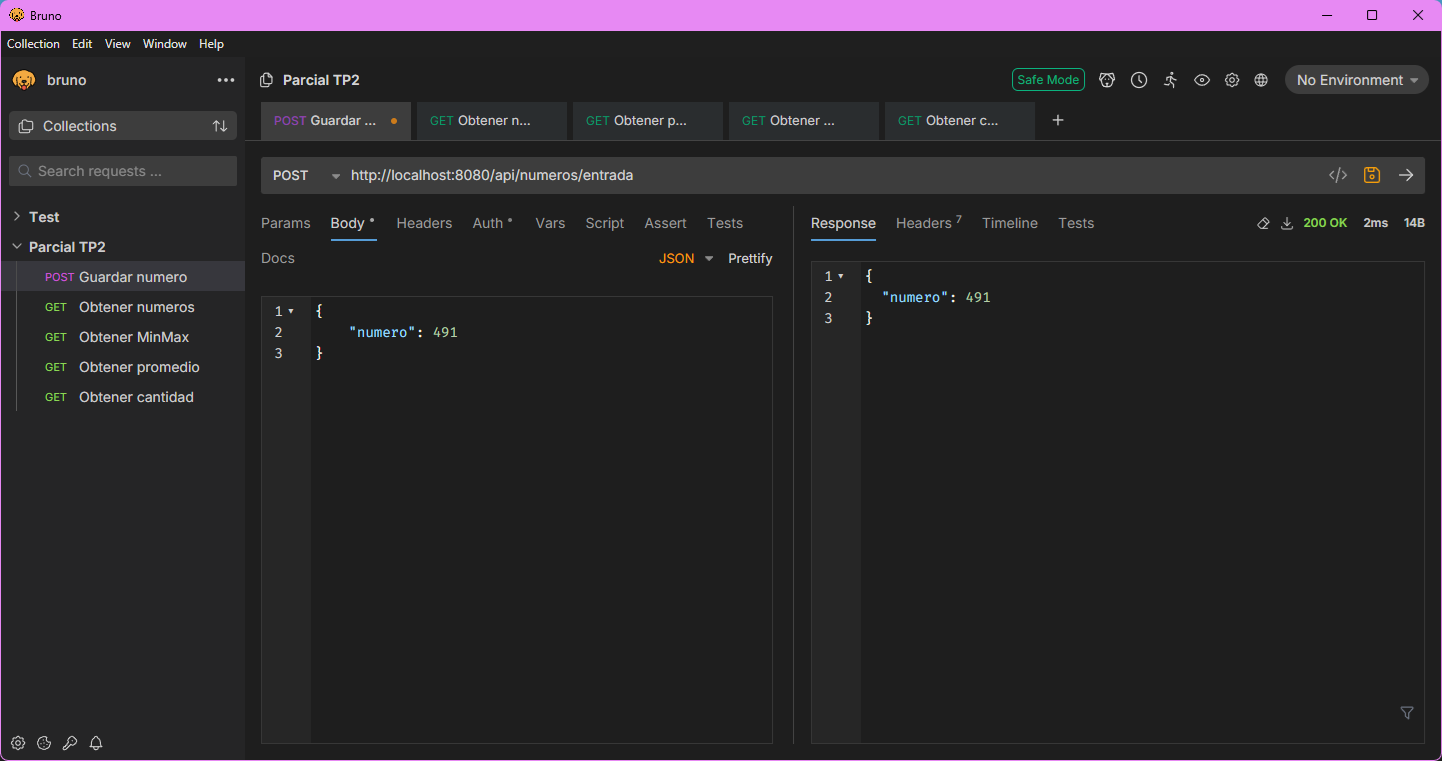 Bruno
Collection Edit View Window Help
bruno
Parcial TP2
Safe Mode
No Environment
Collections
POST Guardar ...
GET Obtener n...
GET Obtener p...
GET Obtener ...
GET Obtener c...
Search requests ...
POST http://localhost:8080/api/numeros/entrada
Test
Parcial TP2
POST Guardar numero
GET Obtener numeros
GET Obtener MinMax
GET Obtener promedio
GET Obtener cantidad
Params Body Headers Auth Vars Script Assert Tests
Docs
JSON Prettify
1 {
2 "numero": 491
3 }
Response Headers 7 Timeline Tests
200 OK 2ms 14B
1 {
2 "numero": 491
3 }